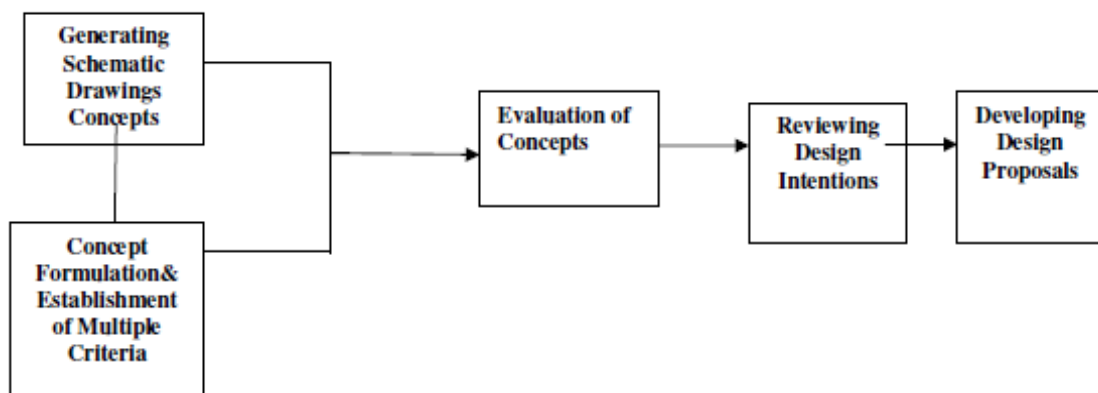 Generating
Schematic
Drawings
Concepts
Concept
Formulation&
Establishment
of Multiple
Criteria
Evaluation of
Concepts
Reviewing
Design
Intentions
Developing
Design
Proposals